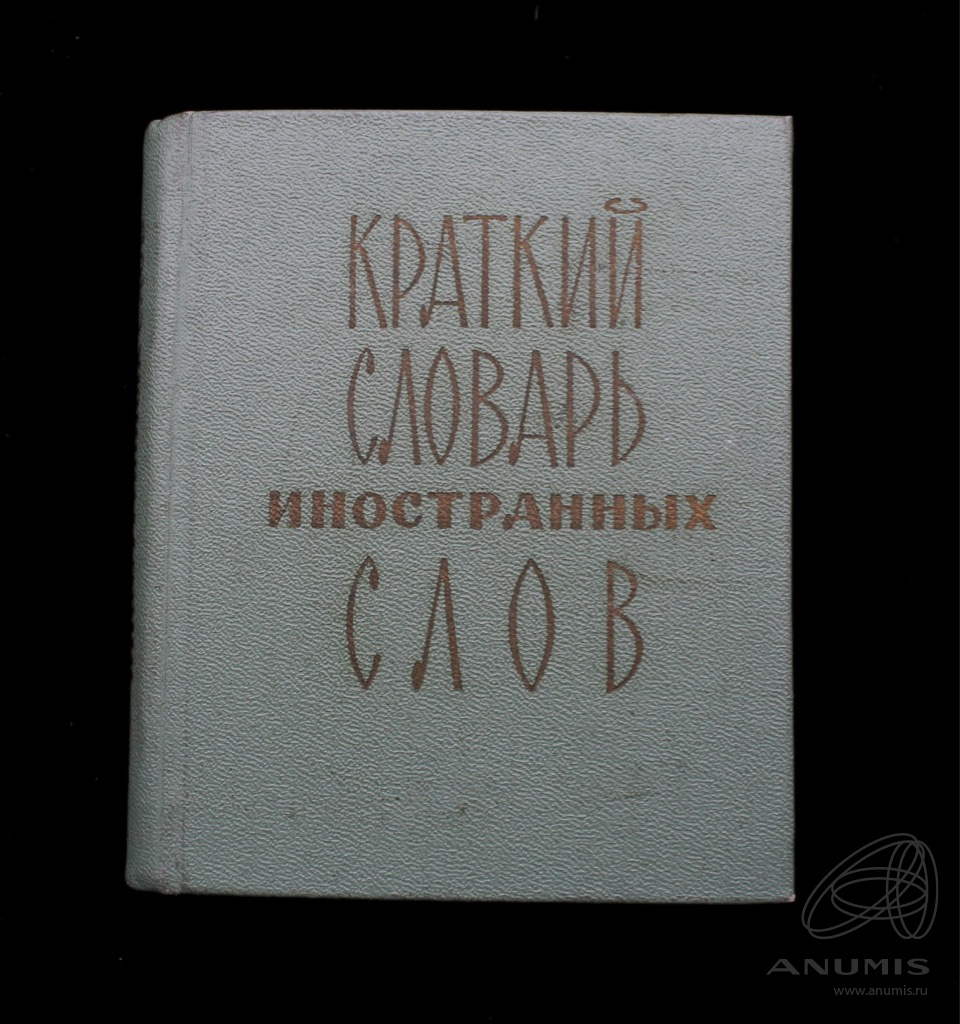 КРАТКИЙ
СЛОВАРЬ
ИНОСТРАННЫХ
СЛОВ
ANUMIS
www.anumis.ru